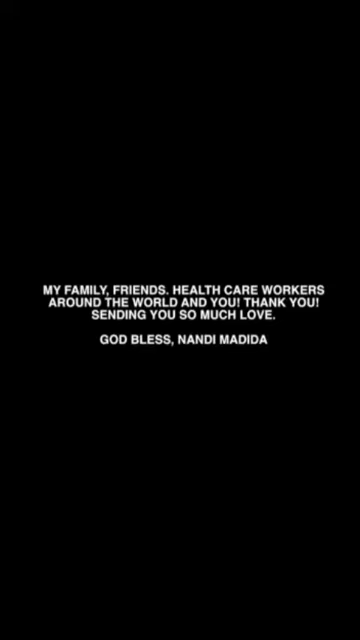 MY FAMILY, FRIENDS. HEALTH CARE WORKERS
AROUND THE WORLD AND YOU! THANK YOU!
SENDING YOU SO MUCH LOVE.
GOD BLESS, NANDI MADIDA